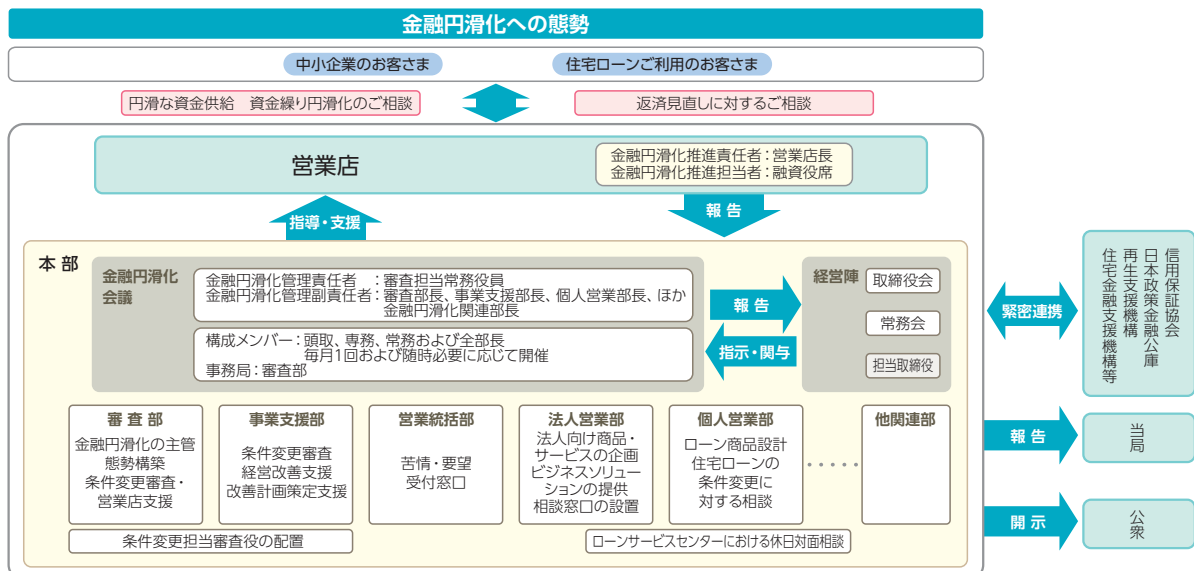 金融円滑化への態勢
中小企業のお客さま
住宅ローンご利用のお客さま
円滑な資金供給　資金繰り円滑化のご相談
返済見直しに対するご相談
営業店
金融円滑化推進責任者：営業店長
金融円滑化推進担当者：融資役席
指導・支援
報 告
本 部
金融円滑化
会議
金融円滑化管理責任者　：審査担当常務役員
金融円滑化管理副責任者：審査部長、事業支援部長、個人営業部長、ほか
金融円滑化関連部長
構成メンバー：頭取、専務、常務および全部長
毎月1回および随時必要に応じて開催
事務局：審査部
報 告
指示・関与
経営陣
取締役会
常務会
担当取締役
緊密連携
信用保証協会
日本政策金融公庫
再生支援機構
住宅金融支援機構等
審 査 部
金融円滑化の主管
態勢構築
条件変更審査・
営業店支援
事業支援部
条件変更審査
経営改善支援
改善計画策定支援
営業統括部
苦情・要望
受付窓口
法人営業部
法人向け商品・
サービスの企画
ビジネスソリュー
ションの提供
相談窓口の設置
個人営業部
ローン商品設計
住宅ローンの
条件変更に
対する相談
・・・・・
他関連部
条件変更担当審査役の配置
ローンサービスセンターにおける休日対面相談
報 告
当局
開 示
公衆